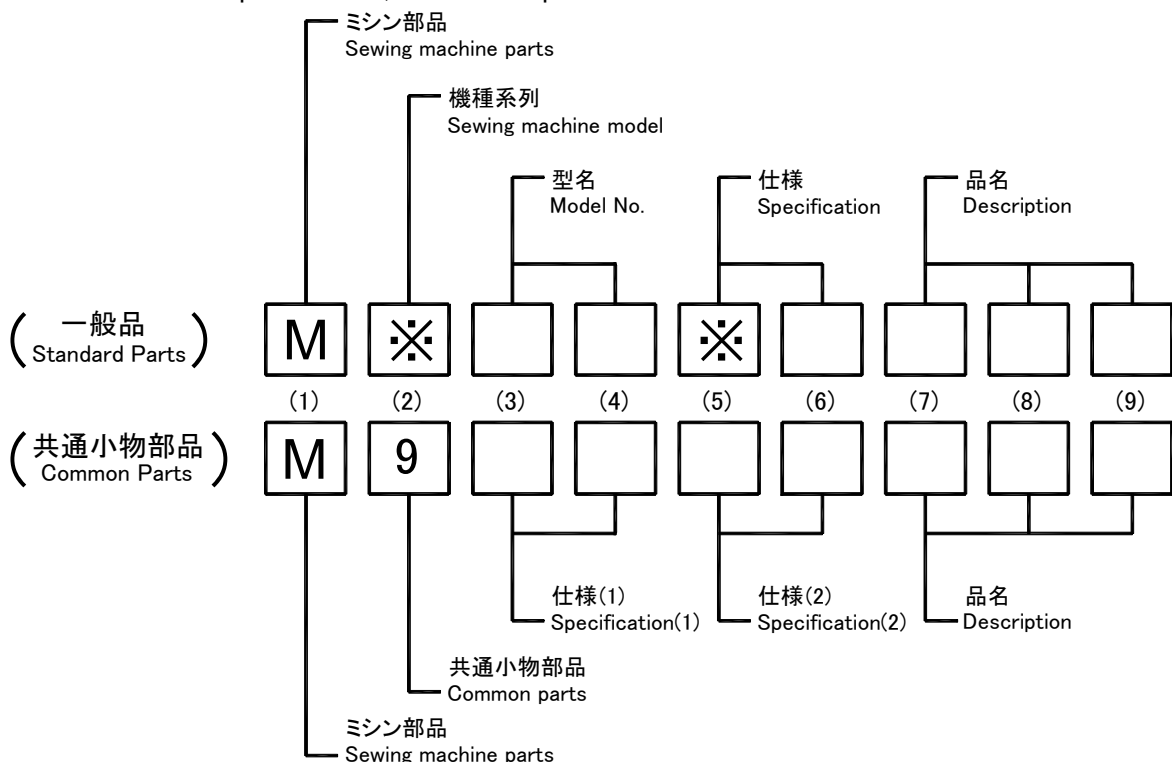 ミシン部品
Sewing machine parts
機種系列
Sewing machine model
型名
Model No.
仕様
Specification
品名
Description
(一般品
Standard Parts)
M ※ ※
(1) (2) (3) (4) (5) (6) (7) (8) (9)
(共通小物部品
Common Parts)
M 9
仕様(1)
Specification(1)
仕様(2)
Specification(2)
品名
Description
共通小物部品
Common parts
ミシン部品
Sewing machine parts